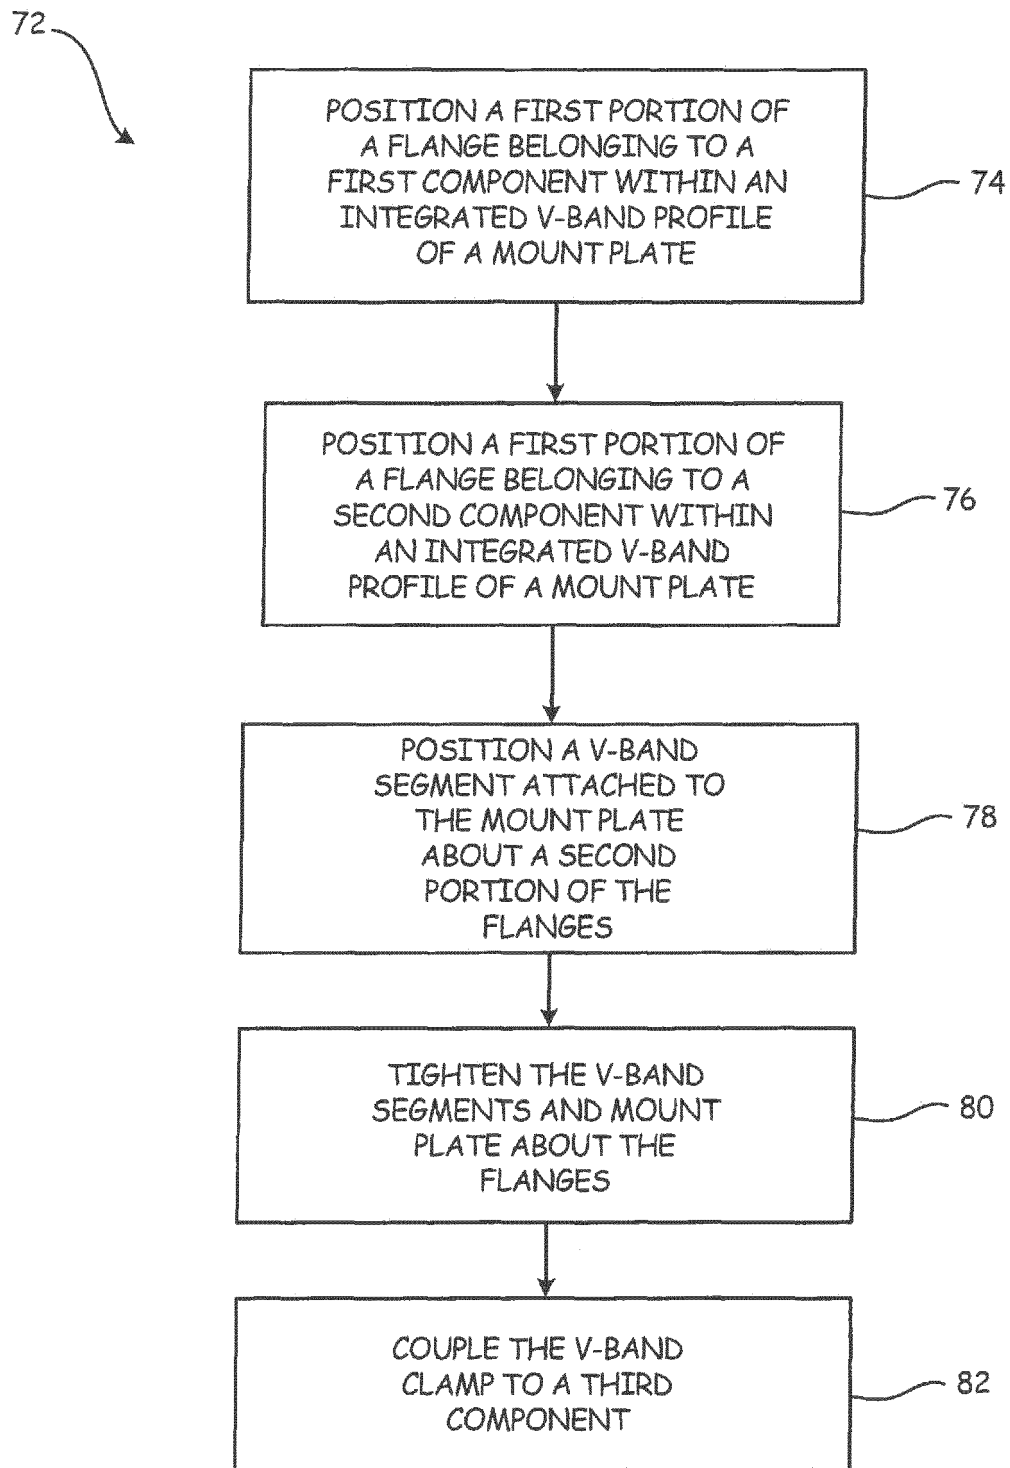 72
POSITION A FIRST PORTION OF
A FLANGE BELONGING TO A
FIRST COMPONENT WITHIN AN
INTEGRATED V-BAND PROFILE
OF A MOUNT PLATE
74
POSITION A FIRST PORTION OF
A FLANGE BELONGING TO A
SECOND COMPONENT WITHIN
AN INTEGRATED V-BAND
PROFILE OF A MOUNT PLATE
76
POSITION A V-BAND
SEGMENT ATTACHED TO
THE MOUNT PLATE
ABOUT A SECOND
PORTION OF THE
FLANGES
78
TIGHTEN THE V-BAND
SEGMENTS AND MOUNT
PLATE ABOUT THE
FLANGES
80
COUPLE THE V-BAND
CLAMP TO A THIRD
COMPONENT
82